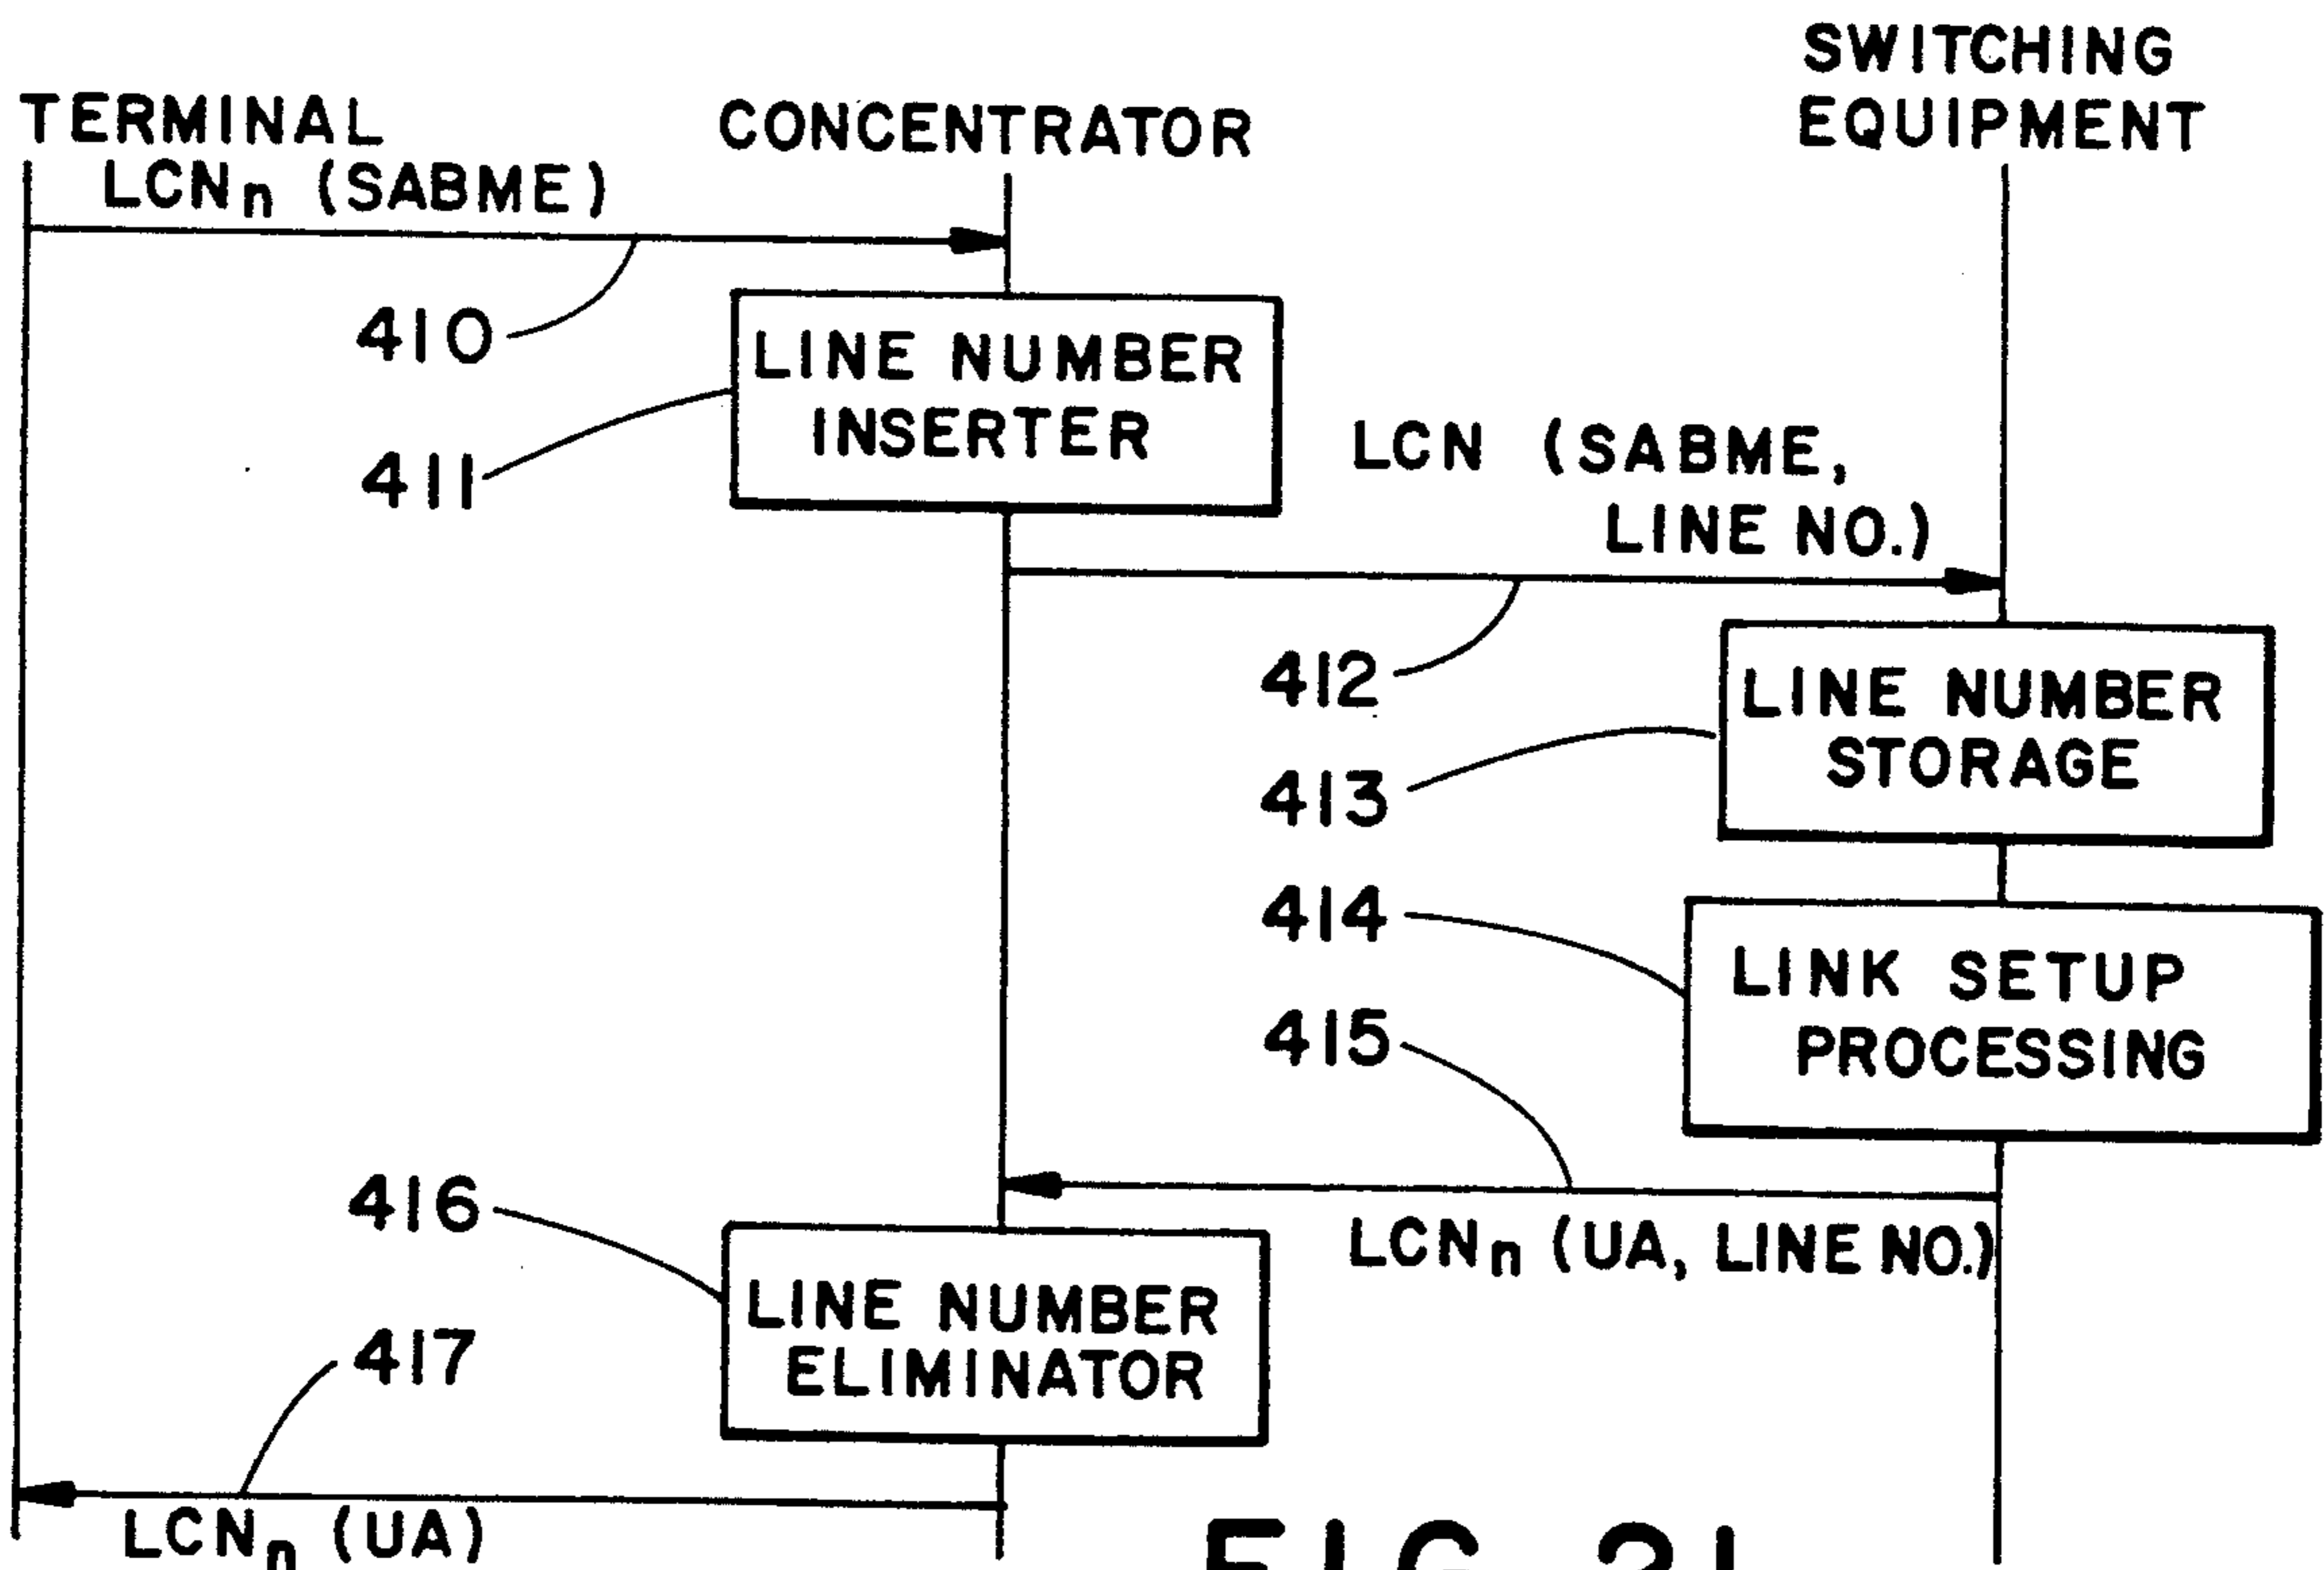 SWITCHING
EQUIPMENT
TERMINAL
CONCENTRATOR
LCNn (SABME)
410
LINE NUMBER
INSERTER
411
LCN (SABME,
LINE NO.)
412
LINE NUMBER
STORAGE
413
414
LINK SETUP
PROCESSING
415
LCNn (UA, LINE NO.)
416
LINE NUMBER
ELIMINATOR
417
LCNn (UA)